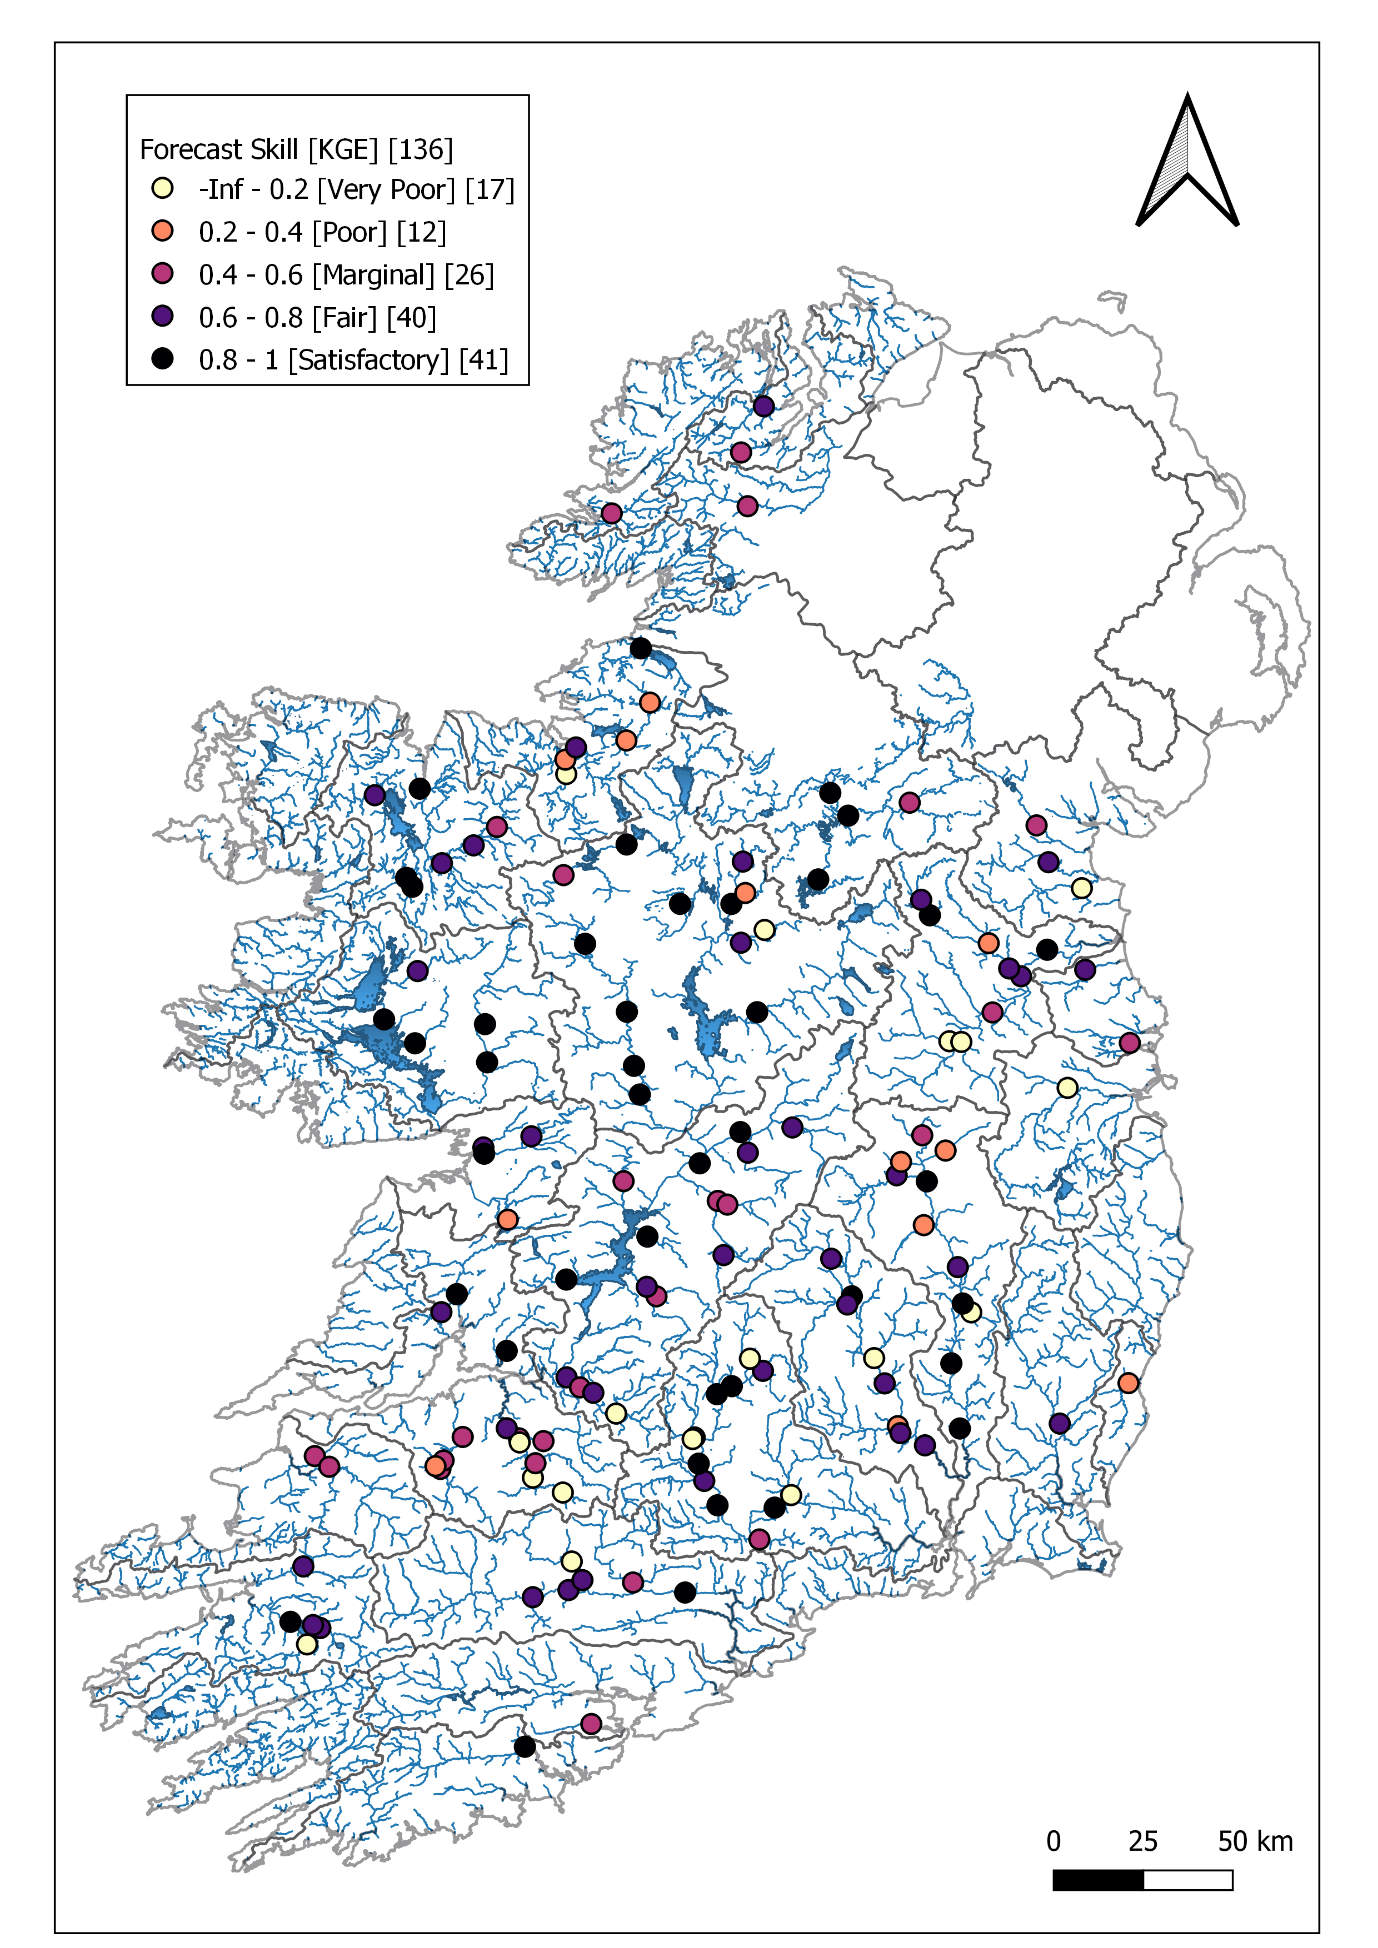 Forecast Skill [KGE] [136]
-Inf - 0.2 [Very Poor] [17]
0.2 - 0.4 [Poor] [12]
0.4 - 0.6 [Marginal] [26]
0.6 - 0.8 [Fair] [40]
0.8 - 1 [Satisfactory] [41]
0 25 50 km